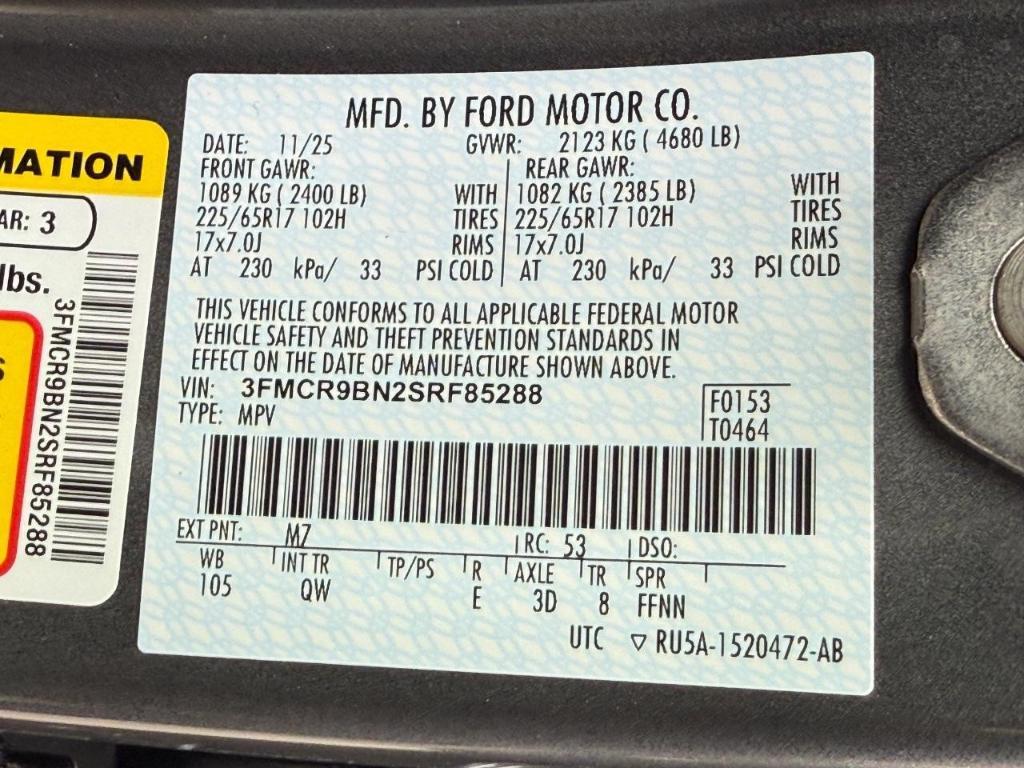 MATION
AR: 3
lbs.
3FMCR9BN2SRF85288
MFD. BY FORD MOTOR CO.
DATE: 11/25 GVWR: 2123 KG ( 4680 LB)
FRONT GAWR: REAR GAWR:
1089 KG ( 2400 LB) WITH 1082 KG ( 2385 LB) WITH
225/65R17 102H TIRES 225/65R17 102H TIRES
17x7.0J RIMS 17x7.0J RIMS
AT 230 kPa/ 33 PSI COLD AT 230 kPa/ 33 PSI COLD
THIS VEHICLE CONFORMS TO ALL APPLICABLE FEDERAL MOTOR
VEHICLE SAFETY AND THEFT PREVENTION STANDARDS IN
EFFECT ON THE DATE OF MANUFACTURE SHOWN ABOVE.
VIN: 3FMCR9BN2SRF85288
TYPE: MPV
F0153
T0464
EXT PNT: M7 RC: 53 DSO:
WB INT TR TP/PS R AXLE TR SPR
105 QW E 3D 8 FFNN
UTC ▽ RU5A-1520472-AB